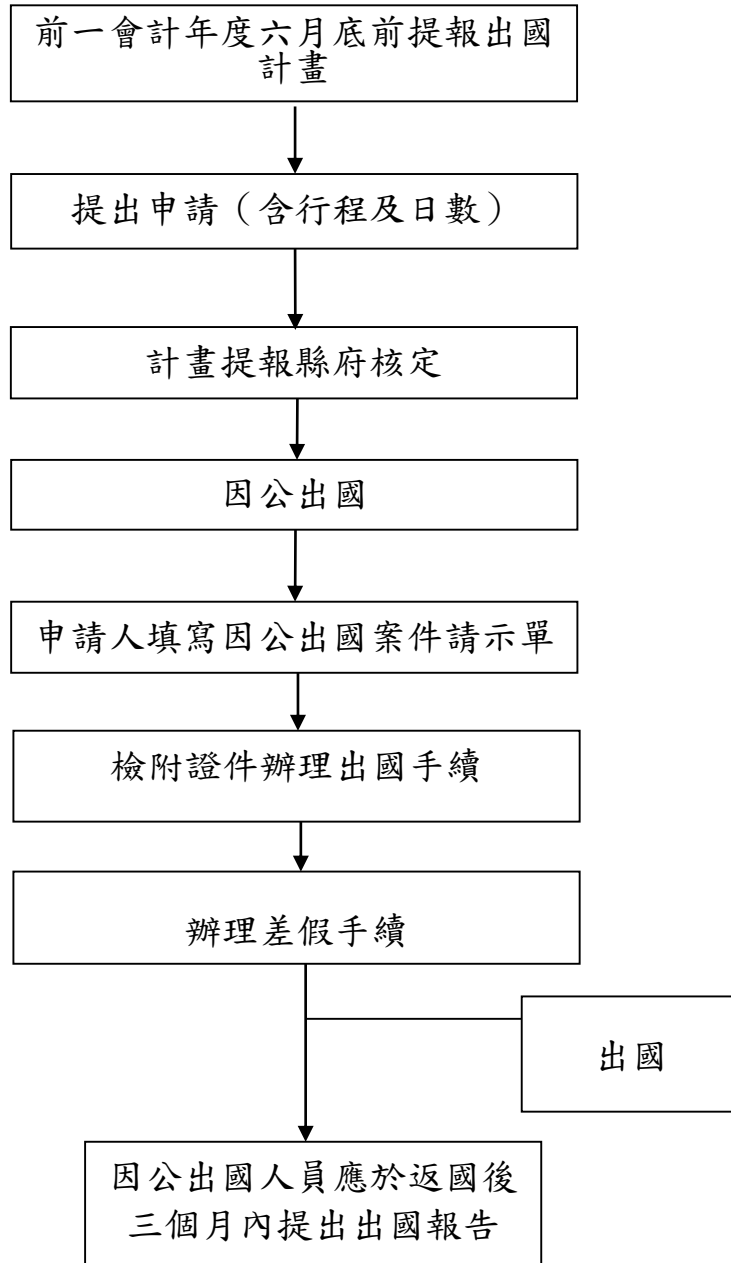 前一會計年度六月底前提報出國
計畫
提出申請（含行程及日數）
計畫提報縣府核定
因公出國
申請人填寫因公出國案件請示單
檢附證件辦理出國手續
辦理差假手續
出國
因公出國人員應於返國後
三個月內提出出國報告